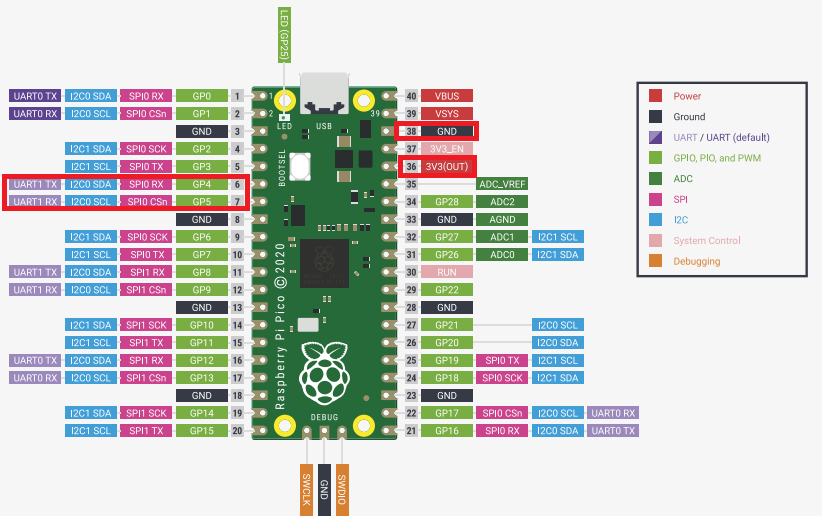 LED (GP25)
UART0 TX I2C0 SDA SPI0 RX GP0 1
UART0 RX I2C0 SCL SPI0 CSn GP1 2
GND 3
I2C1 SDA SPI0 SCK GP2 4
I2C1 SCL SPI0 TX GP3 5
UART1 TX I2C0 SDA SPI0 RX GP4 6
UART1 RX I2C0 SCL SPI0 CSn GP5 7
GND 8
I2C1 SDA SPI0 SCK GP6 9
I2C1 SCL SPI0 TX GP7 10
UART1 TX I2C0 SDA SPI1 RX GP8 11
UART1 RX I2C0 SCL SPI1 CSn GP9 12
GND 13
I2C1 SDA SPI1 SCK GP10 14
I2C1 SCL SPI1 TX GP11 15
UART0 TX I2C0 SDA SPI1 RX GP12 16
UART0 RX I2C0 SCL SPI1 CSn GP13 17
GND 18
I2C1 SDA SPI1 SCK GP14 19
I2C1 SCL SPI1 TX GP15 20
1
2
39
LED
USB
BOOTSEL
Raspberry Pi Pico © 2020
DEBUG
SWCLK
GND
SWDIO
40 VBUS
39 VSYS
38 GND
37 3V3_EN
36 3V3(OUT)
35 ADC_VREF
34 GP28 ADC2
33 GND AGND
32 GP27 ADC1 I2C1 SCL
31 GP26 ADC0 I2C1 SDA
30 RUN
29 GP22
28 GND
27 GP21 I2C0 SCL
26 GP20 I2C0 SDA
25 GP19 SPI0 TX I2C1 SCL
24 GP18 SPI0 SCK I2C1 SDA
23 GND
22 GP17 SPI0 CSn I2C0 SCL UART0 RX
21 GP16 SPI0 RX I2C0 SDA UART0 TX
Power
Ground
UART / UART (default)
GPIO, PIO, and PWM
ADC
SPI
I2C
System Control
Debugging